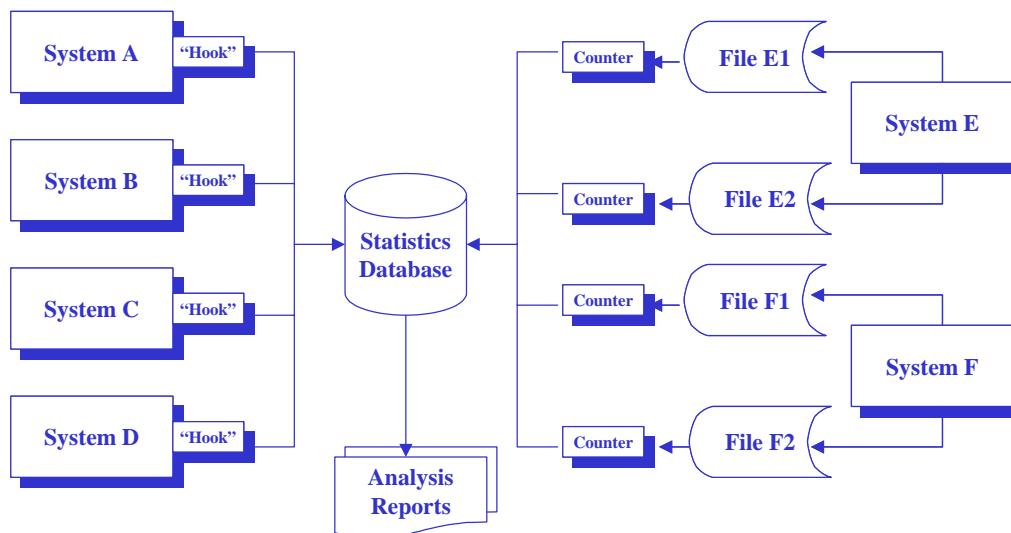 System A
“Hook”
System B
“Hook”
System C
“Hook”
System D
“Hook”
Statistics
Database
Analysis
Reports
Counter
File E1
Counter
File E2
System E
Counter
File F1
Counter
File F2
System F